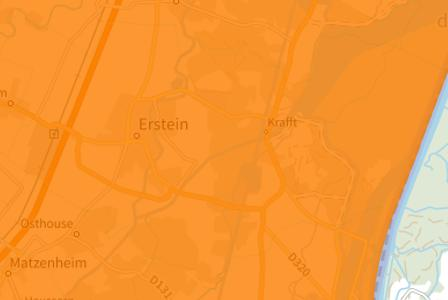 d
m
Krafft
Erstein
Osthouse
Matzenheim
D320
D131